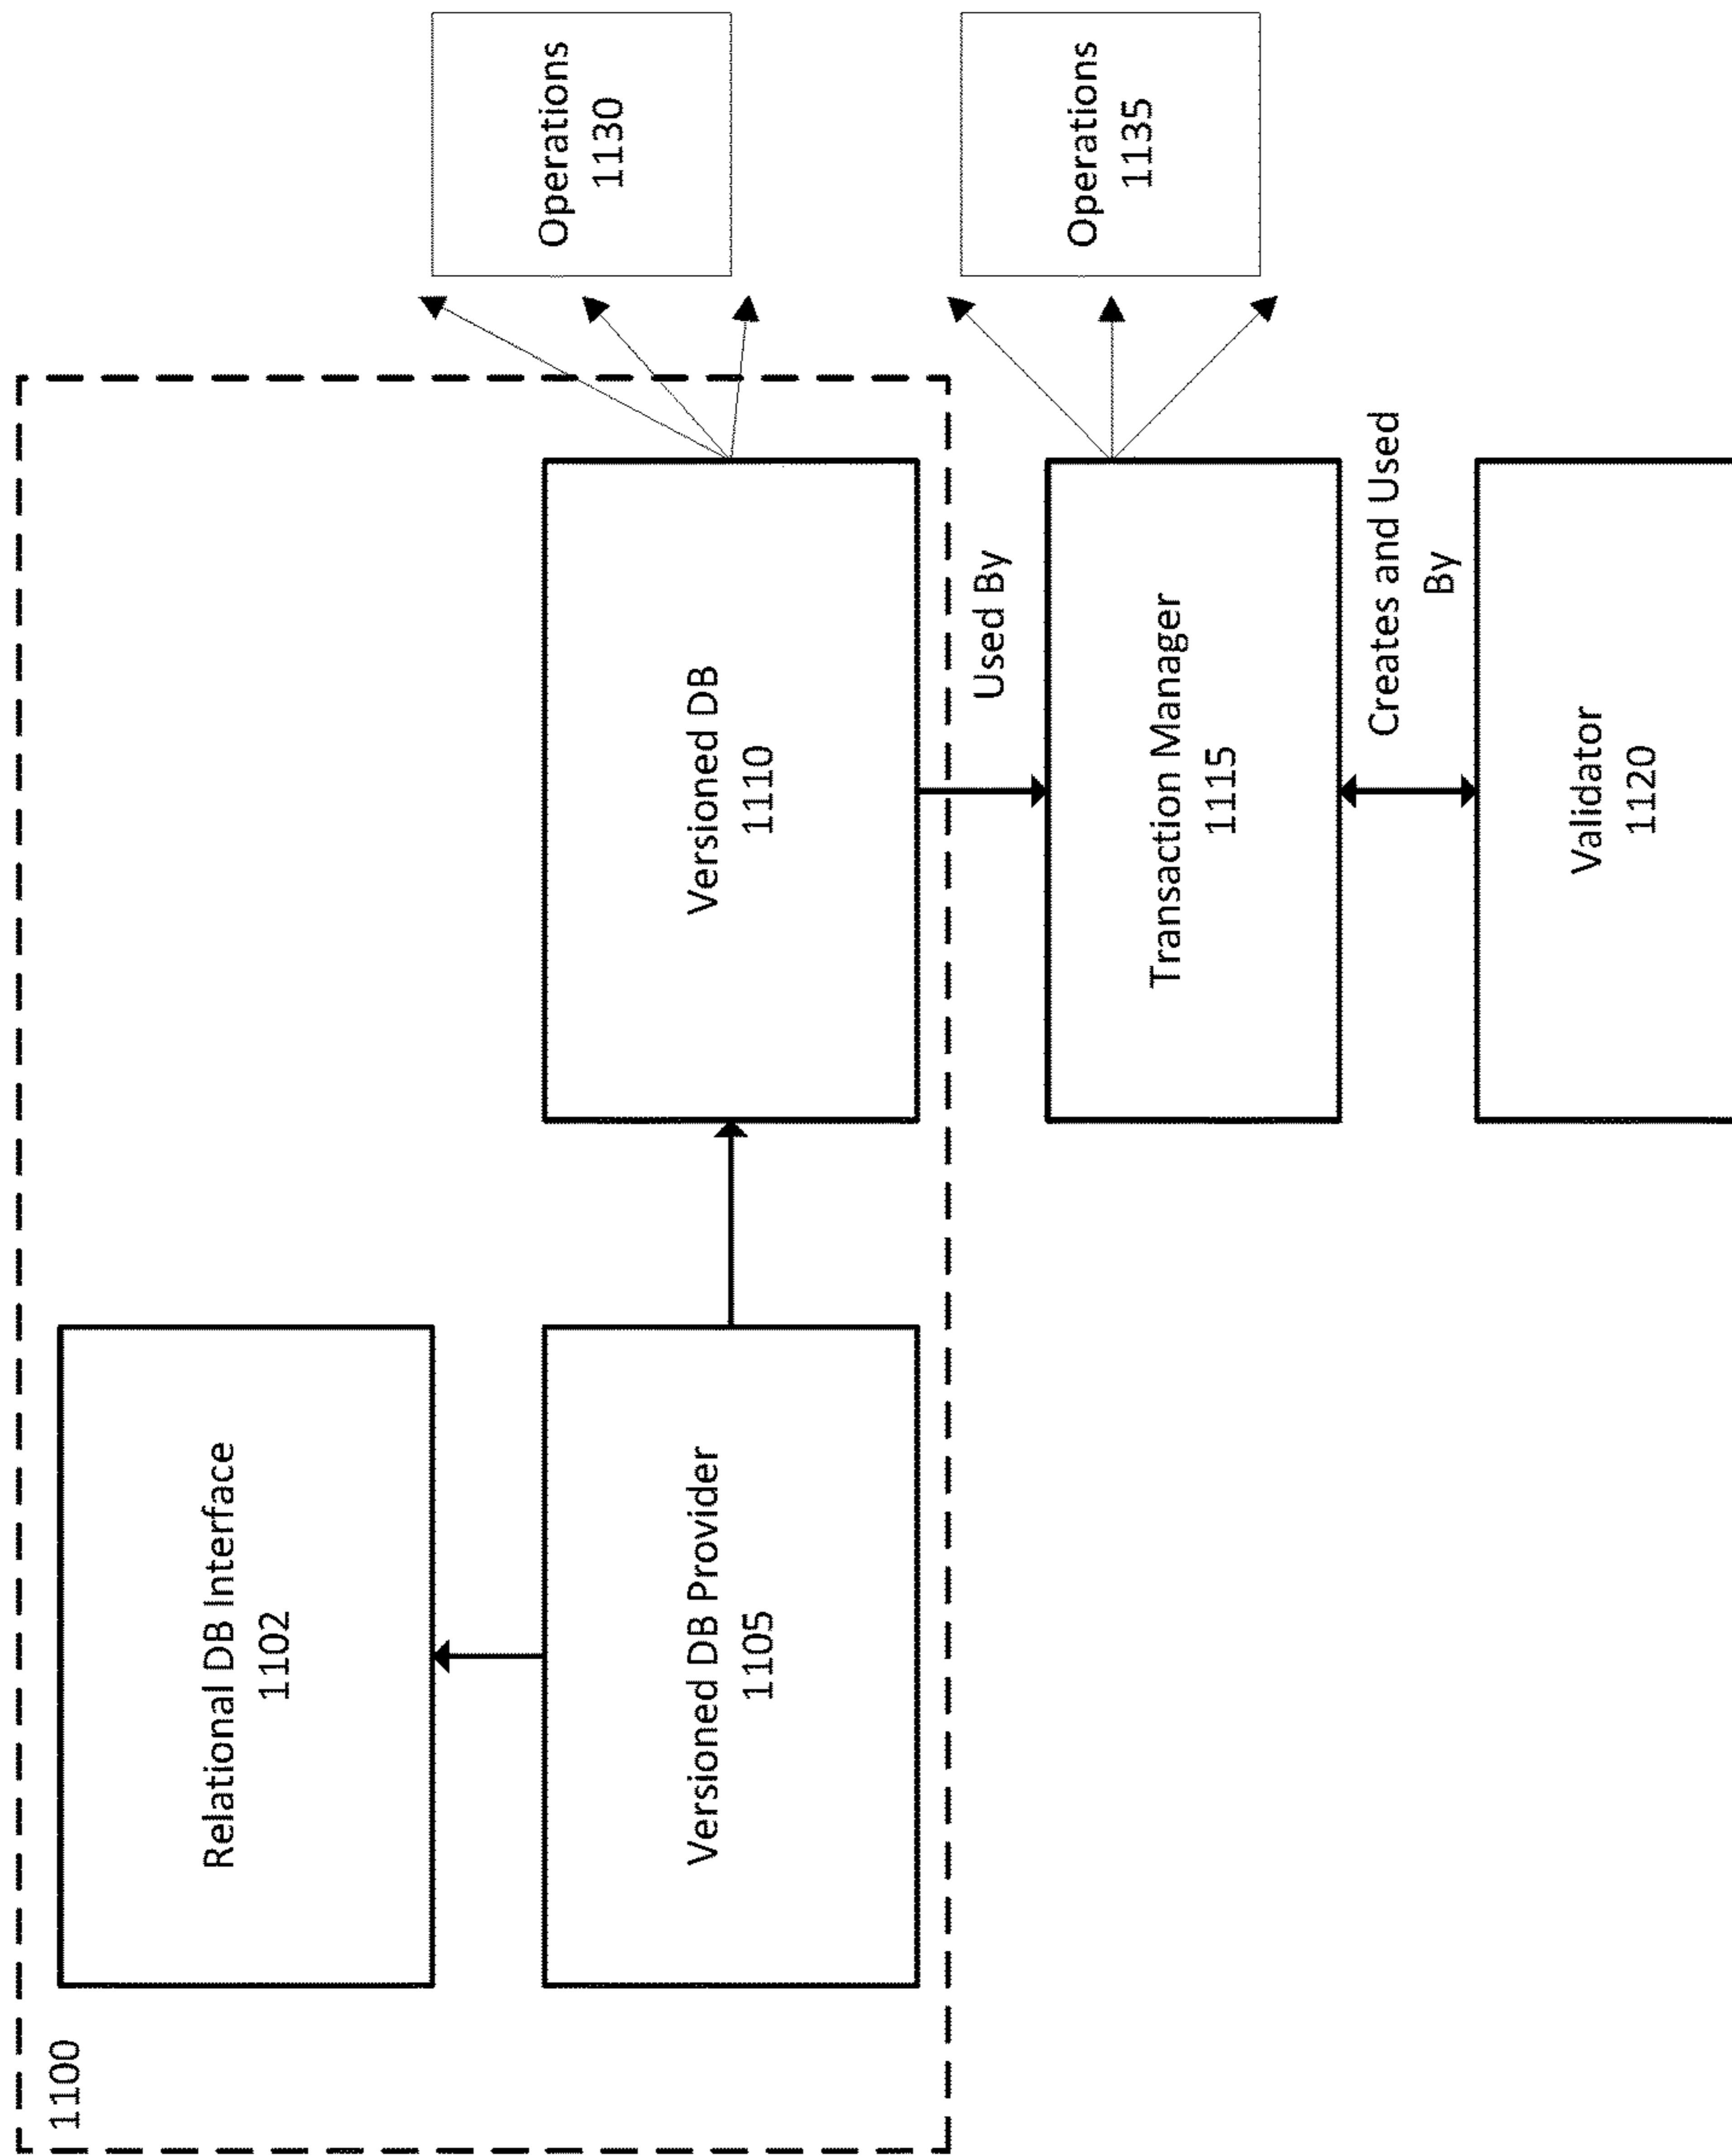 1100
Relational DB Interface
1102
Versioned DB Provider
1105
Versioned DB
1110
Operations
1130
Used By
Transaction Manager
1115
Operations
1135
Creates and Used
By
Validator
1120